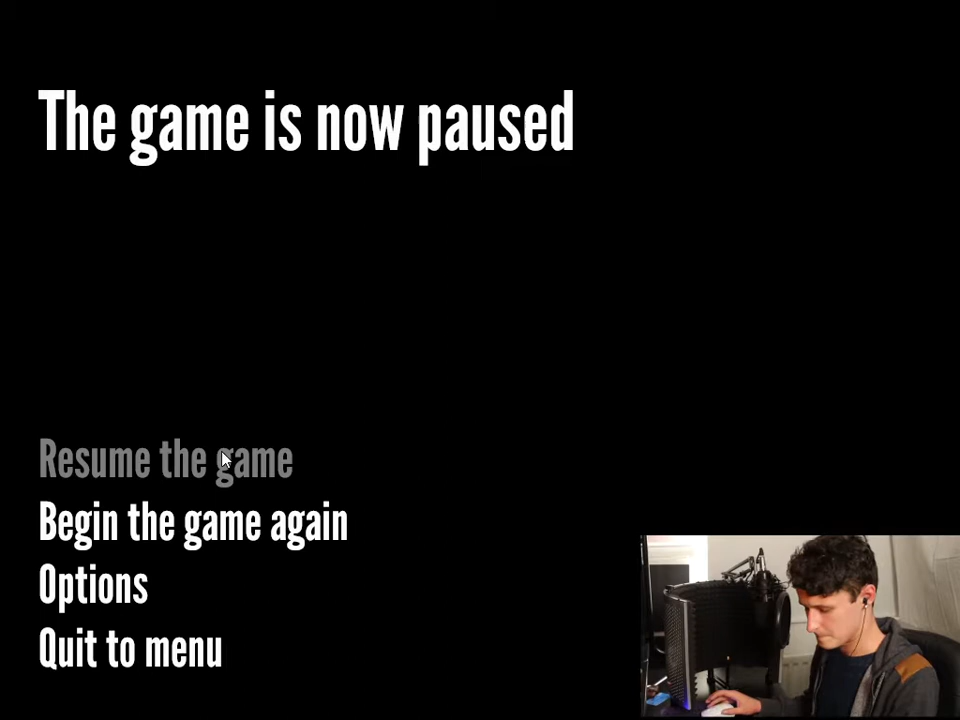 The game is now paused
Resume the game
Begin the game again
Options
Quit to menu